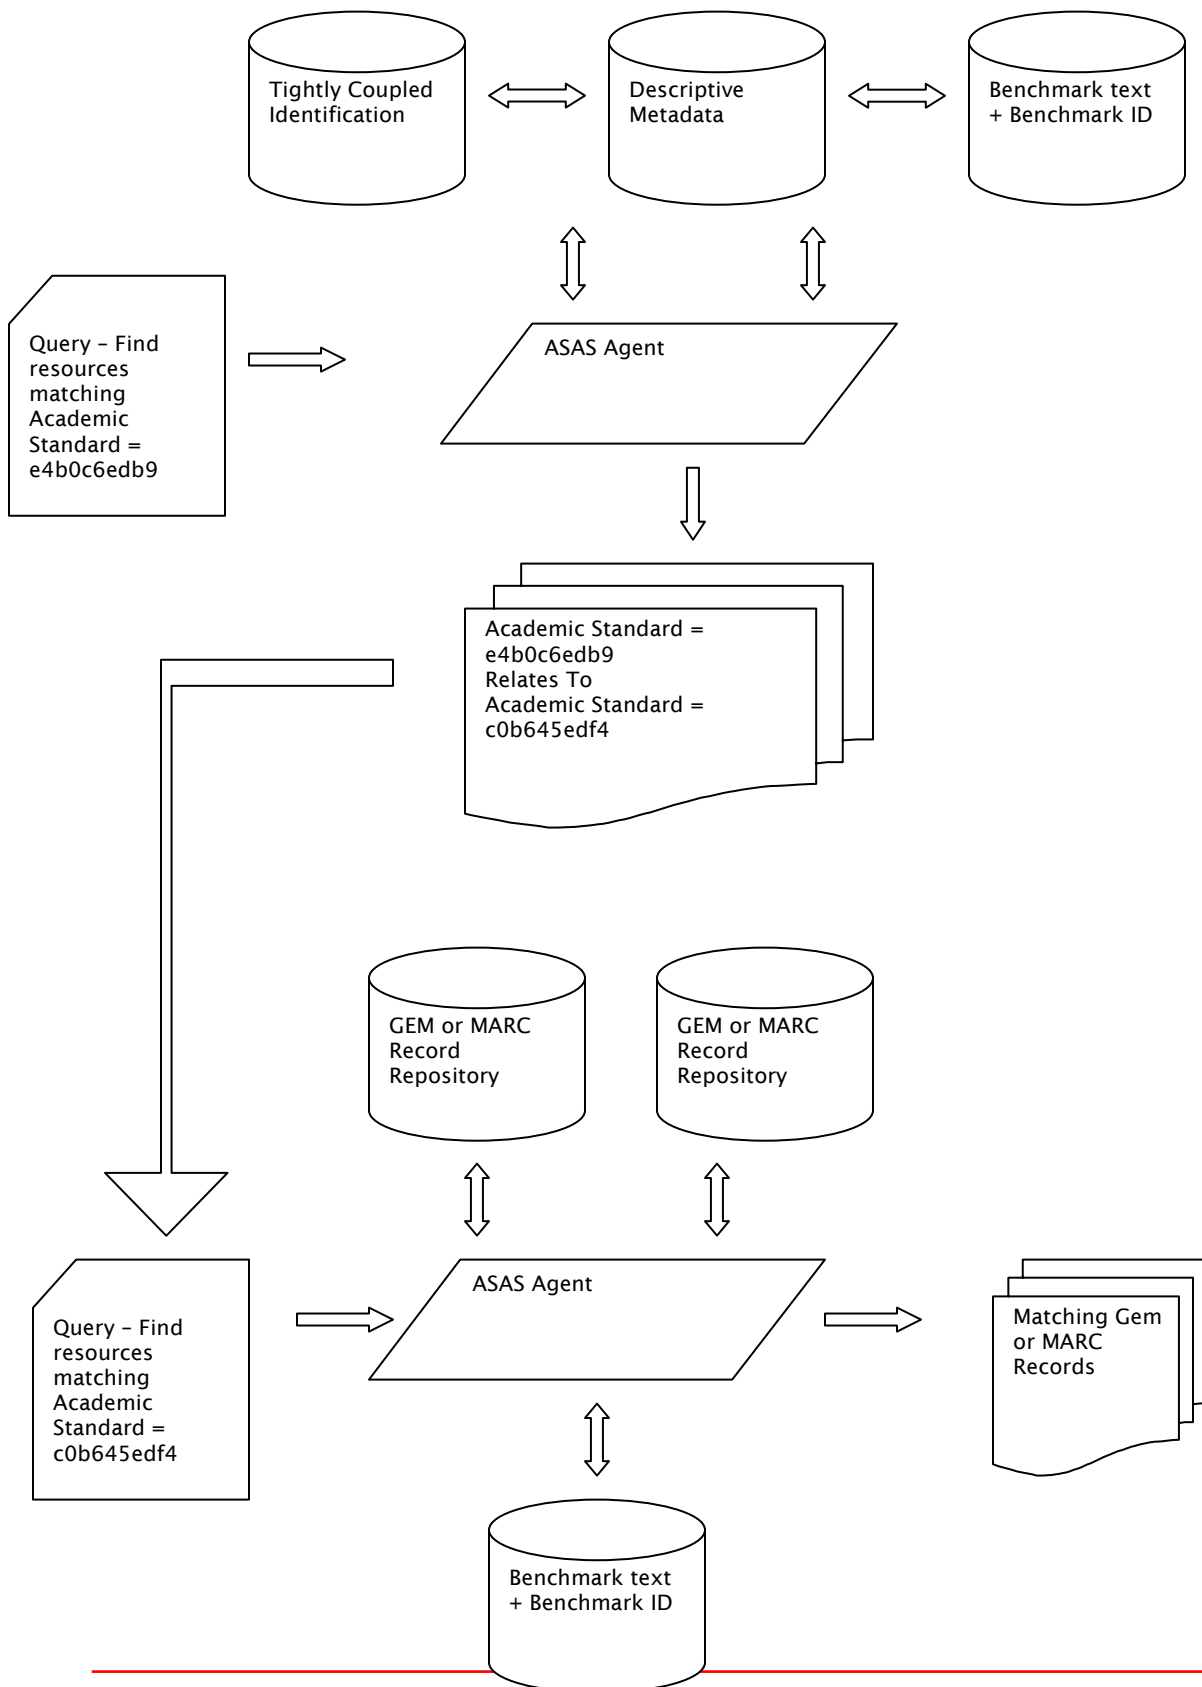 Tightly Coupled
Identification
Descriptive
Metadata
Benchmark text
+ Benchmark ID
Query – Find
resources
matching
Academic
Standard =
e4b0c6edb9
ASAS Agent
Academic Standard =
e4b0c6edb9
Relates To
Academic Standard =
c0b645edf4
GEM or MARC
Record
Repository
GEM or MARC
Record
Repository
Query – Find
resources
matching
Academic
Standard =
c0b645edf4
ASAS Agent
Matching Gem
or MARC
Records
Benchmark text
+ Benchmark ID